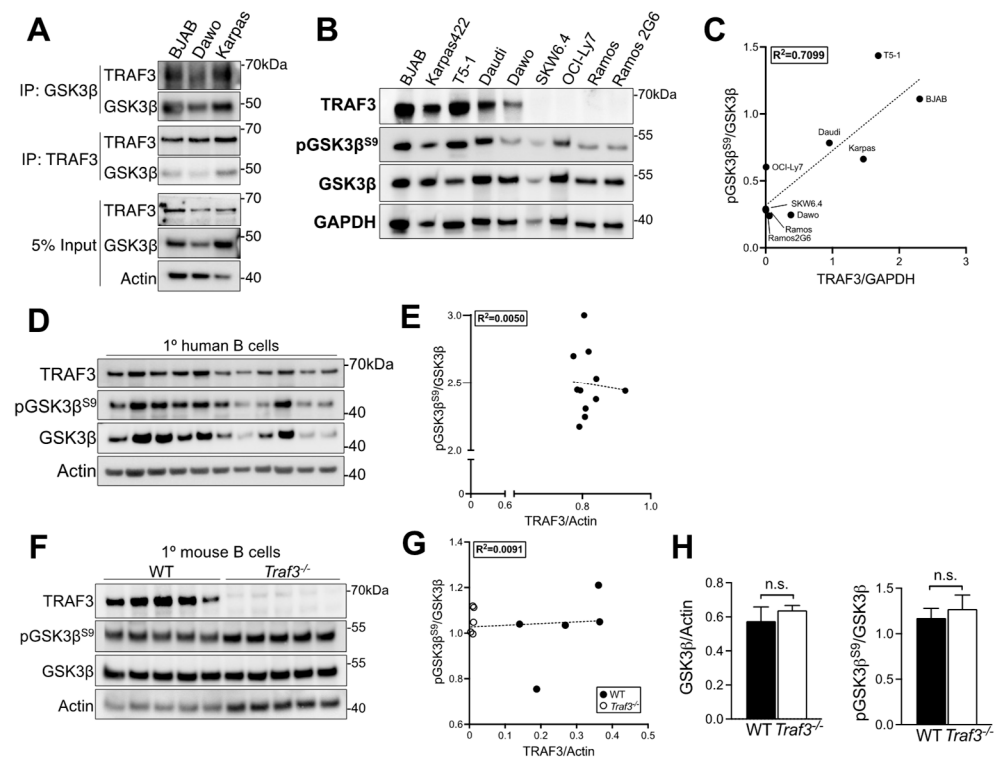 A
BJAB
Dawo
Karpas
70kDa
IP: GSK3β
TRAF3
GSK3β
50
IP: TRAF3
TRAF3
70
GSK3β
50
5% Input
TRAF3
70
GSK3β
50
Actin
40
B
BJAB
Karpas422
T5-1
Daudi
Dawo
SKW6.4
OCI-Ly7
Ramos
Ramos 2G6
TRAF3
70kDa
pGSK3β^S9
55
GSK3β
55
GAPDH
40
C
R²=0.7099
pGSK3β^S9/GSK3β
1.5
1.0
0.5
0.0
T5-1
BJAB
Daudi
Karpas
OCI-Ly7
SKW6.4
Dawo
Ramos
Ramos2G6
0
1
2
3
TRAF3/GAPDH
D
1º human B cells
TRAF3
70kDa
pGSK3β^S9
40
GSK3β
40
Actin
40
E
R²=0.0050
pGSK3β^S9/GSK3β
3.0
2.5
2.0
0
0
0.6
0.8
1.0
TRAF3/Actin
F
1º mouse B cells
WT
Traf3-/-
TRAF3
70kDa
pGSK3β^S9
55
GSK3β
55
Actin
40
G
R²=0.0091
pGSK3β^S9/GSK3β
1.4
1.2
1.0
0.8
0.6
WT
Traf3-/-
0.0
0.1
0.2
0.3
0.4
0.5
TRAF3/Actin
H
n.s.
GSK3β/Actin
0.8
0.6
0.4
0.2
0.0
WT Traf3-/-
n.s.
pGSK3β^S9/GSK3β
1.5
1.0
0.5
0.0
WT Traf3-/-